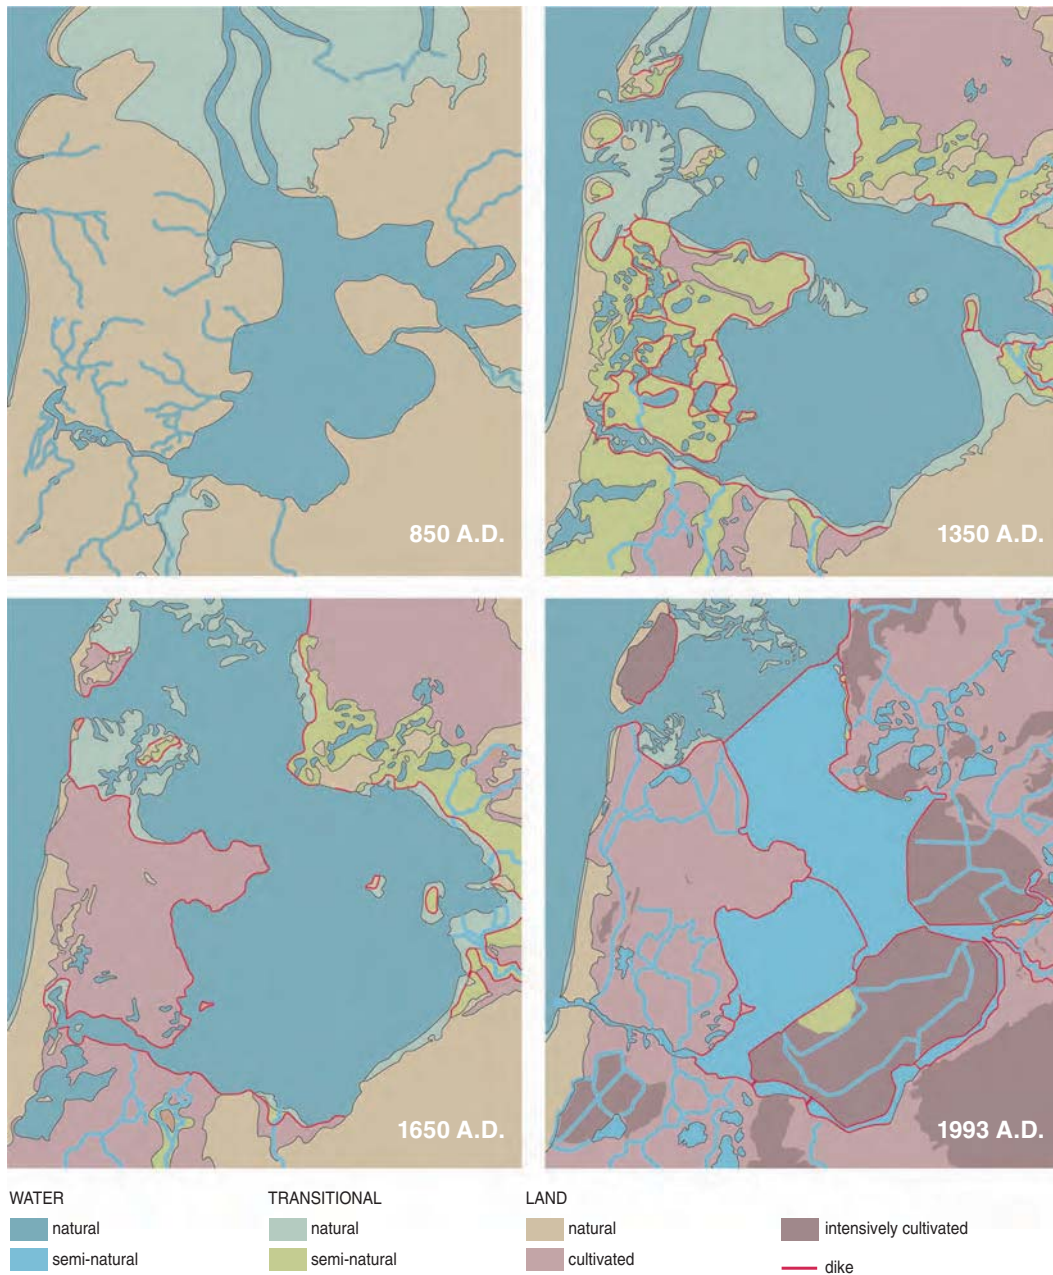 850 A.D.
1350 A.D.
1650 A.D.
1993 A.D.
WATER
natural
semi-natural
TRANSITIONAL
natural
semi-natural
LAND
natural
cultivated
intensively cultivated
dike